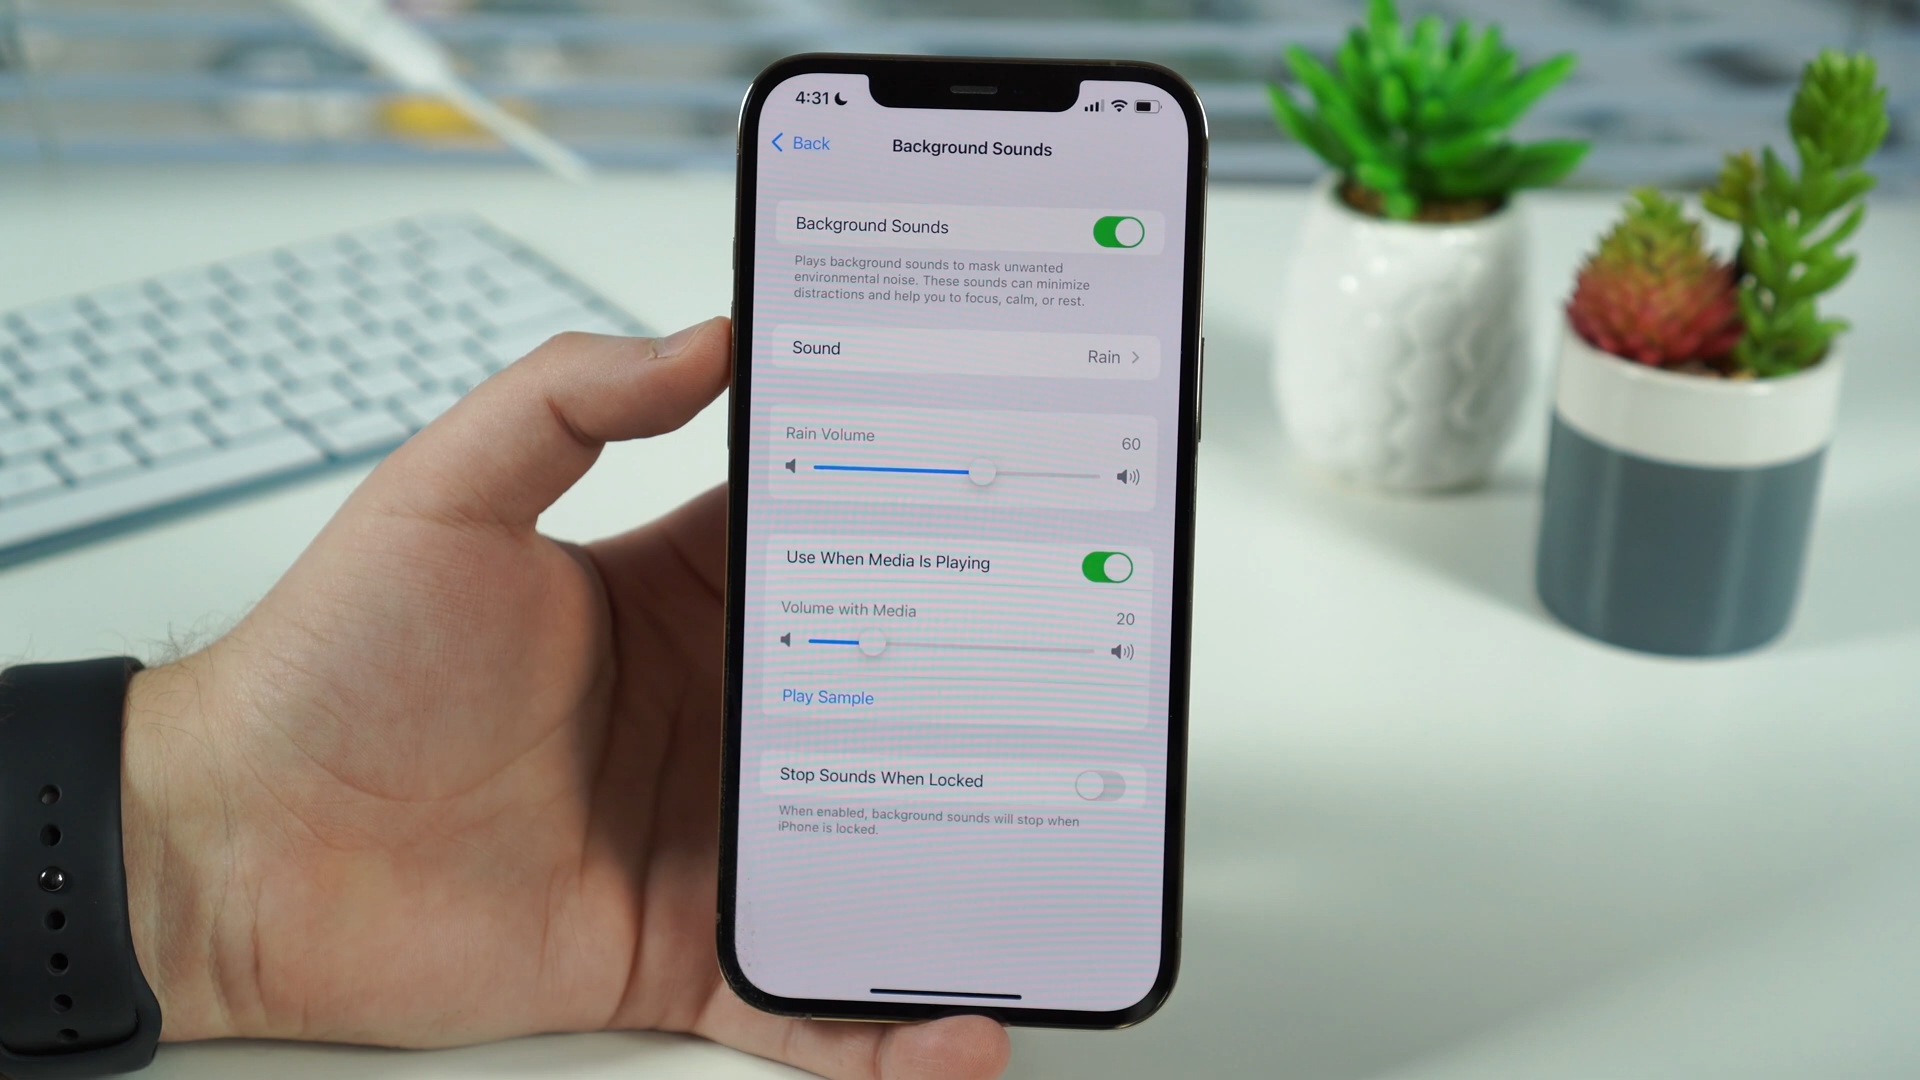 4:31
Back
Background Sounds
Background Sounds
Plays background sounds to mask unwanted
environmental noise. These sounds can minimize
distractions and help you to focus, calm, or rest.
Sound
Rain
Rain Volume
60
Use When Media Is Playing
Volume with Media
20
Play Sample
Stop Sounds When Locked
When enabled, background sounds will stop when
iPhone is locked.